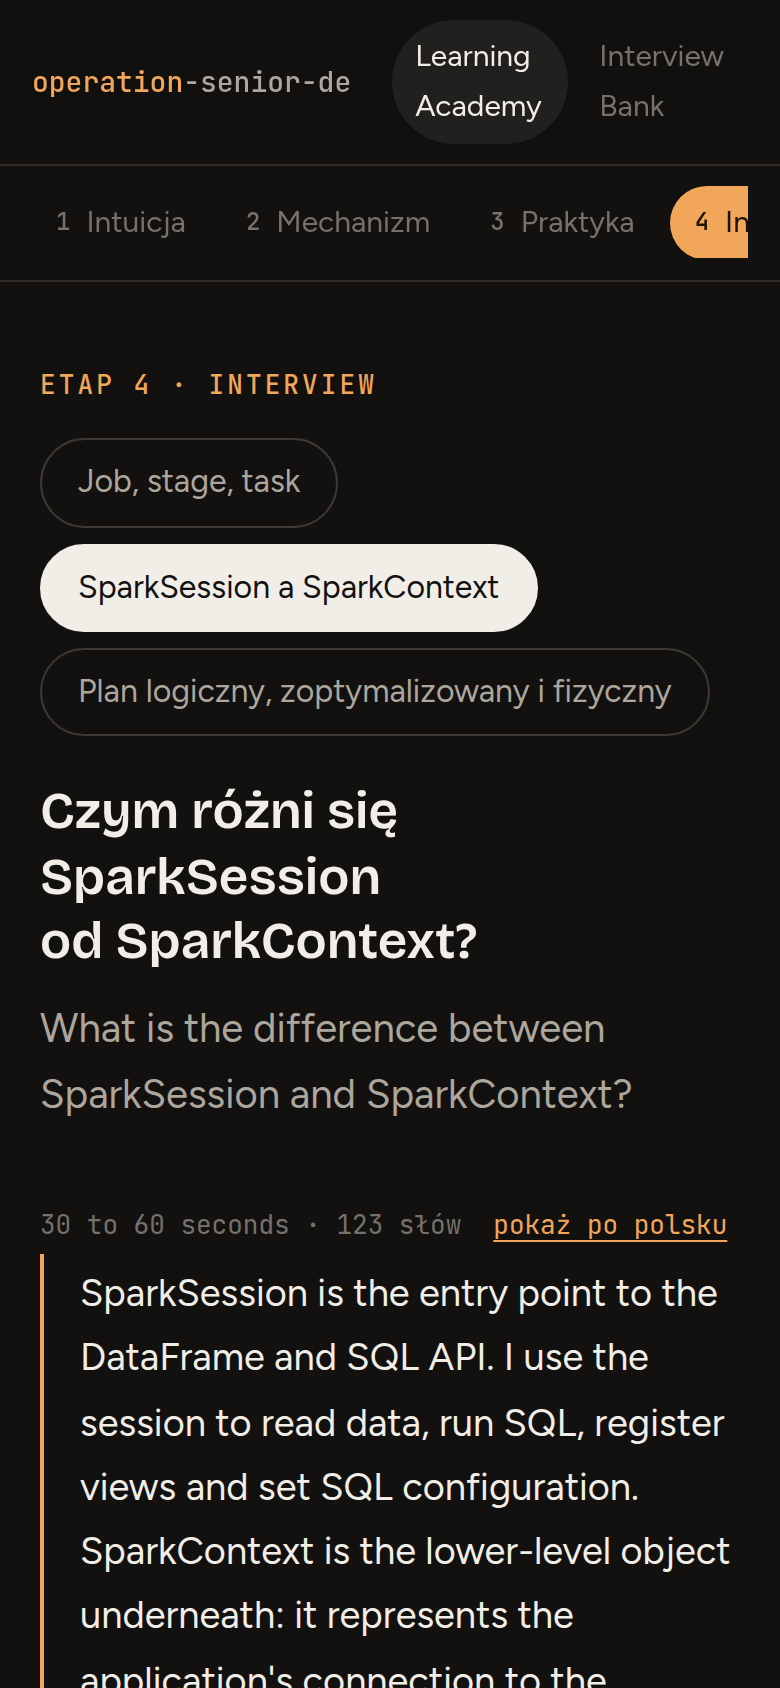 operation-senior-de
Learning
Academy
Interview
Bank
1 Intuicja 2 Mechanizm 3 Praktyka 4 In
ETAP 4 · INTERVIEW
Job, stage, task
SparkSession a SparkContext
Plan logiczny, zoptymalizowany i fizyczny
Czym różni się
SparkSession
od SparkContext?
What is the difference between
SparkSession and SparkContext?
30 to 60 seconds · 123 słów pokaż po polsku
SparkSession is the entry point to the
DataFrame and SQL API. I use the
session to read data, run SQL, register
views and set SQL configuration.
SparkContext is the lower-level object
underneath: it represents the
application's connection to the